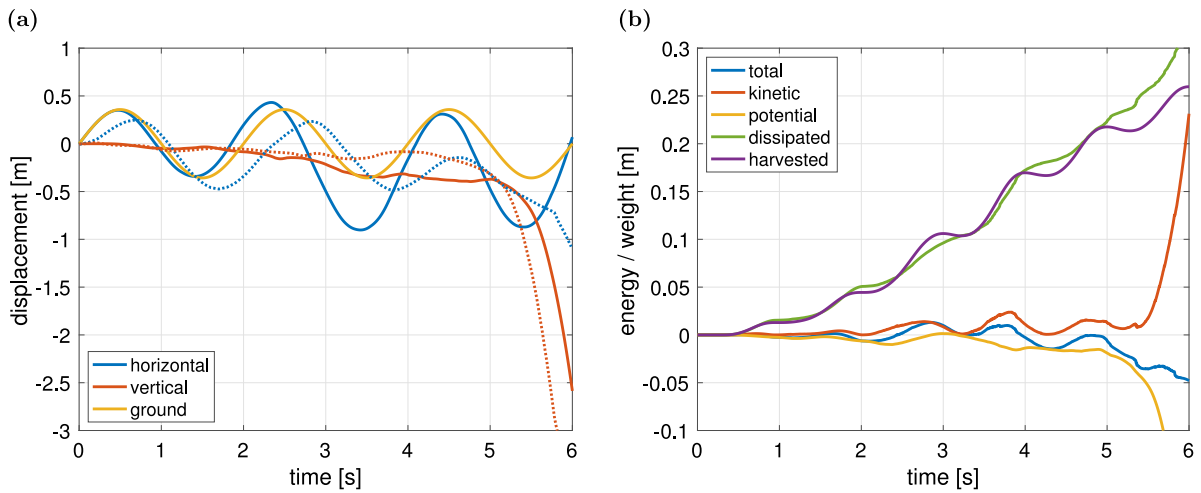 (a)
1
0.5
0
-0.5
-1
-1.5
-2
-2.5
-3
displacement [m]
horizontal
vertical
ground
0 1 2 3 4 5 6
time [s]
(b)
0.3
0.25
0.2
0.15
0.1
0.05
0
-0.05
-0.1
energy / weight [m]
total
kinetic
potential
dissipated
harvested
0 1 2 3 4 5 6
time [s]